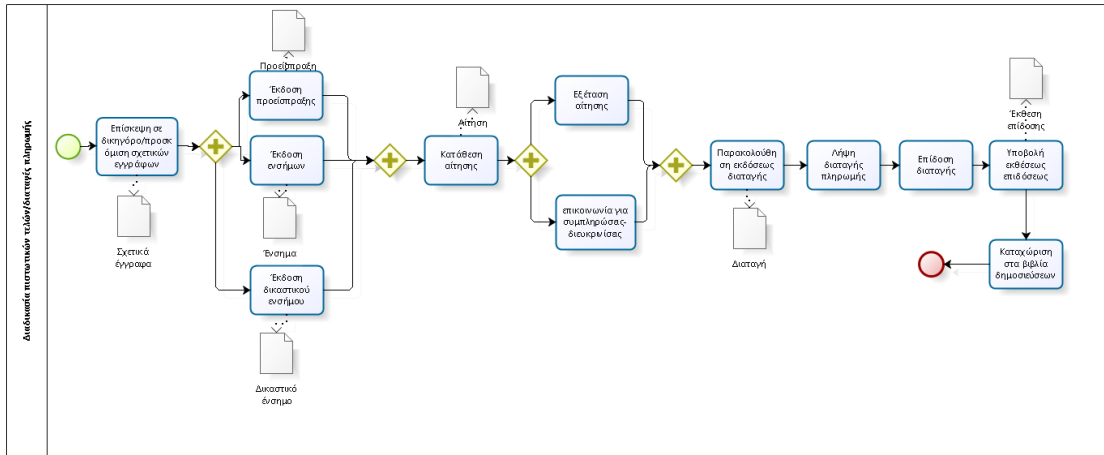 Διαδικασία πιστωτικών τελών/διαταγές πληρωμής
Επίσκεψη σε
δικηγόρο/προσκ
όμιση σχετικών
εγγράφων
Σχετικά
έγγραφα
Προείσπραξη
Έκδοση
προείσπραξης
Έκδοση
ενσήμων
Ένσημα
Έκδοση
δικαστικού
ενσήμου
Δικαστικό
ένσημο
Αίτηση
Κατάθεση
αίτησης
Εξέταση
αίτησης
επικοινωνία για
συμπληρώσας-
διευκρινίσεις
Παρακολούθη
ση εκδόσεως
διαταγής
Διαταγή
Λήψη
διαταγής
πληρωμής
Επίδοση
διαταγής
Έκθεση
επίδοσης
Υποβολή
εκθέσεως
επιδόσεως
Καταχώριση
στα βιβλία
δημοσιεύσεων